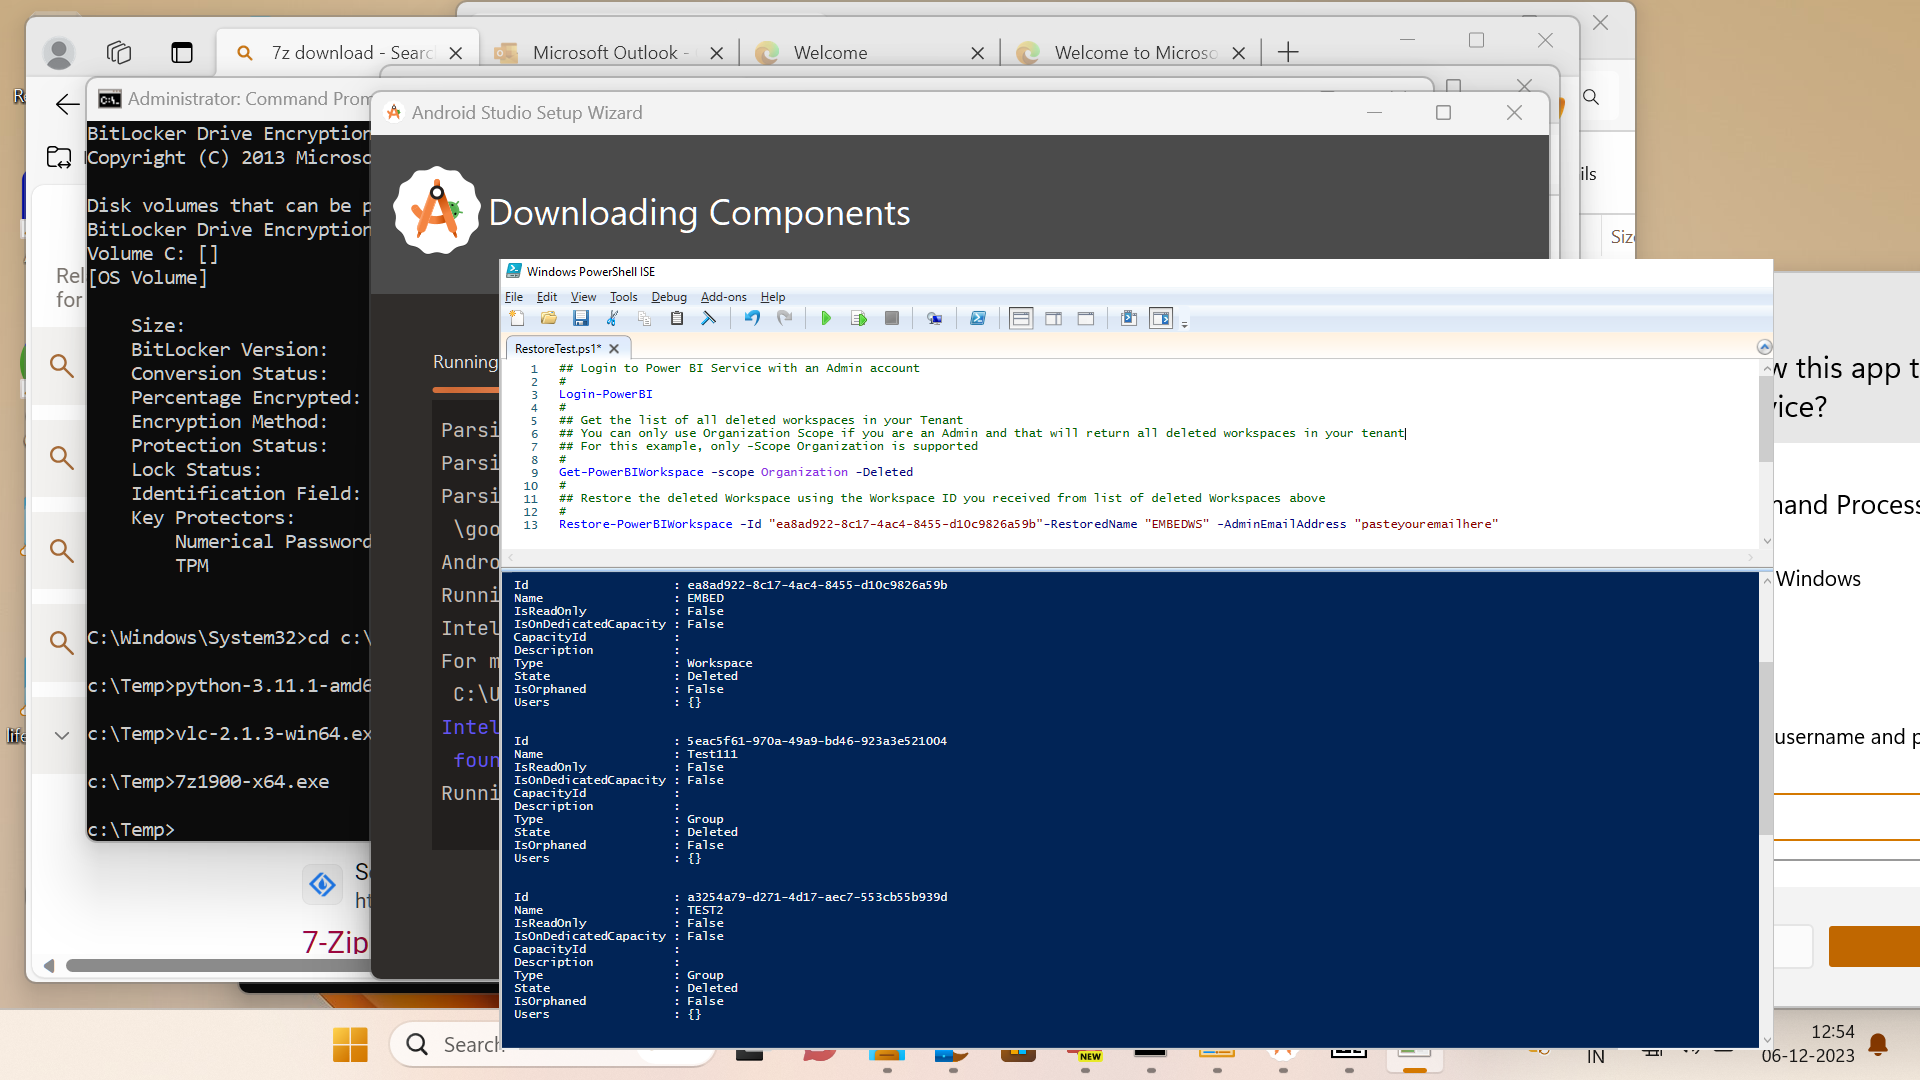 7z download - Searc
Microsoft Outlook -
Welcome
Welcome to Microso
Administrator: Command Prom
BitLocker Drive Encryption
Copyright (C) 2013 Microso
Disk volumes that can be p
BitLocker Drive Encryption
Volume C: []
[OS Volume]
Size:
BitLocker Version:
Conversion Status:
Percentage Encrypted:
Encryption Method:
Protection Status:
Lock Status:
Identification Field:
Key Protectors:
Numerical Password
TPM
C:\Windows\System32>cd c:\
c:\Temp>python-3.11.1-amd6
c:\Temp>vlc-2.1.3-win64.ex
c:\Temp>7z1900-x64.exe
c:\Temp>
Rel
for
7-Zip
Android Studio Setup Wizard
Downloading Components
Running
Parsi
Parsi
Parsi
\goo
Andro
Runni
Intel
For m
C:\U
Intel
foun
Runni
Windows PowerShell ISE
File Edit View Tools Debug Add-ons Help
RestoreTest.ps1*
1 ## Login to Power BI Service with an Admin account
2 #
3 Login-PowerBI
4 #
5 ## Get the list of all deleted workspaces in your Tenant
6 ## You can only use Organization Scope if you are an Admin and that will return all deleted workspaces in your tenant
7 ## For this example, only -Scope Organization is supported
8 #
9 Get-PowerBIWorkspace -scope Organization -Deleted
10 #
11 ## Restore the deleted Workspace using the Workspace ID you received from list of deleted Workspaces above
12 #
13 Restore-PowerBIWorkspace -Id "ea8ad922-8c17-4ac4-8455-d10c9826a59b"-RestoredName "EMBEDWS" -AdminEmailAddress "pasteyouremailhere"
Id : ea8ad922-8c17-4ac4-8455-d10c9826a59b
Name : EMBED
IsReadOnly : False
IsOnDedicatedCapacity : False
CapacityId :
Description :
Type : Workspace
State : Deleted
IsOrphaned : False
Users : {}
Id : 5eac5f61-970a-49a9-bd46-923a3e521004
Name : Test111
IsReadOnly : False
IsOnDedicatedCapacity : False
CapacityId :
Description :
Type : Group
State : Deleted
IsOrphaned : False
Users : {}
Id : a3254a79-d271-4d17-aec7-553cb55b939d
Name : TEST2
IsReadOnly : False
IsOnDedicatedCapacity : False
CapacityId :
Description :
Type : Group
State : Deleted
IsOrphaned : False
Users : {}
ils
Size
w this app t
vice?
mand Process
Windows
username and p
Search
NEW
IN
12:54
06-12-2023